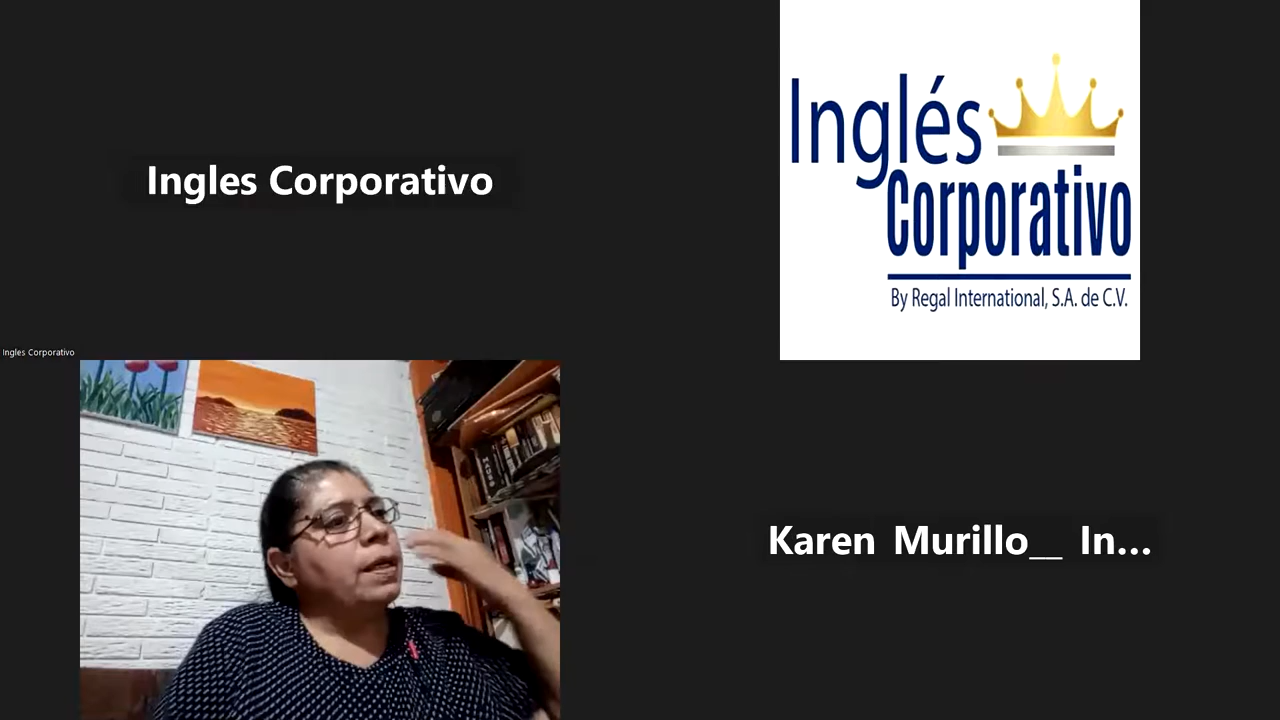 Ingles Corporativo
Inglés
Corporativo
By Regal International, S.A. de C.V.
Ingles Corporativo
Karen Murillo__ In...